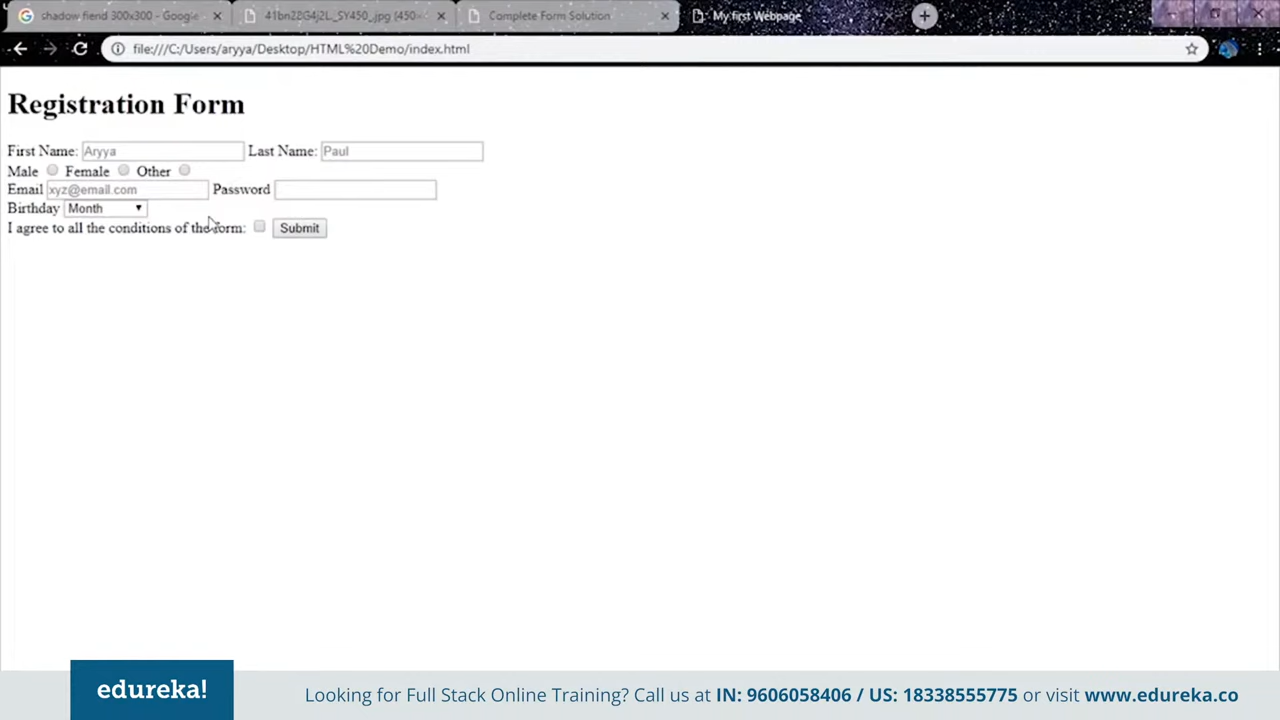 shadow fiend 300x300 - Google
41bn22G4j2L._SY450_.jpg (450×
Complete Form Solution
My first Webpage
file:///C:/Users/aryya/Desktop/HTML%20Demo/index.html
Registration Form
First Name: Aryya Last Name: Paul
Male Female Other
Email xyz@email.com Password
Birthday Month
I agree to all the conditions of the form: Submit
edureka!
Looking for Full Stack Online Training? Call us at IN: 9606058406 / US: 18338555775 or visit www.edureka.co